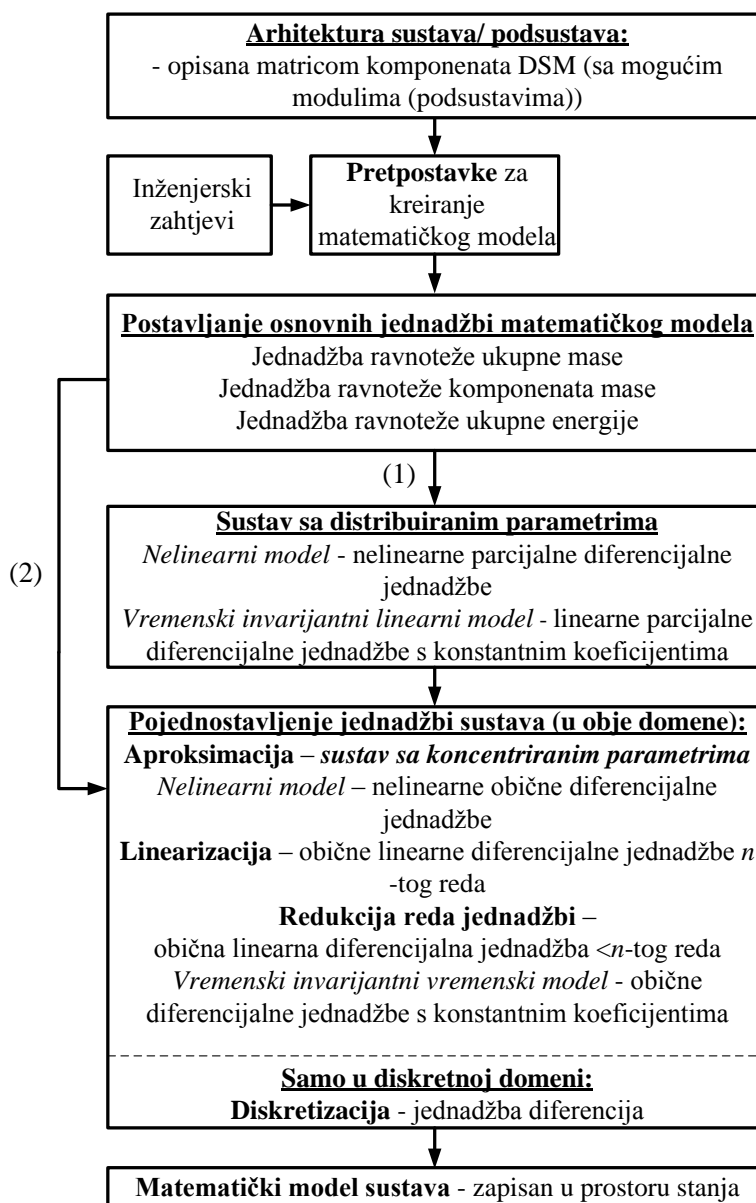 Arhitektura sustava/ podsustava:
- opisana matricom komponenata DSM (sa mogućim
modulima (podsustavima))
Inženjerski
zahtjevi
Pretpostavke za
kreiranje
matematičkog modela
Postavljanje osnovnih jednadžbi matematičkog modela
Jednadžba ravnoteže ukupne mase
Jednadžba ravnoteže komponenata mase
Jednadžba ravnoteže ukupne energije
(1)
(2)
Sustav sa distribuiranim parametrima
Nelinearni model - nelinearne parcijalne diferencijalne
jednadžbe
Vremenski invarijantni linearni model - linearne parcijalne
diferencijalne jednadžbe s konstantnim koeficijentima
Pojednostavljenje jednadžbi sustava (u obje domene):
Aproksimacija – sustav sa koncentriranim parametrima
Nelinearni model – nelinearne obične diferencijalne
jednadžbe
Linearizacija – obične linearne diferencijalne jednadžbe n
-tog reda
Redukcija reda jednadžbi –
obična linearna diferencijalna jednadžba <n-tog reda
Vremenski invarijantni vremenski model - obične
diferencijalne jednadžbe s konstantnim koeficijentima
Samo u diskretnoj domeni:
Diskretizacija - jednadžba diferencija
Matematički model sustava - zapisan u prostoru stanja